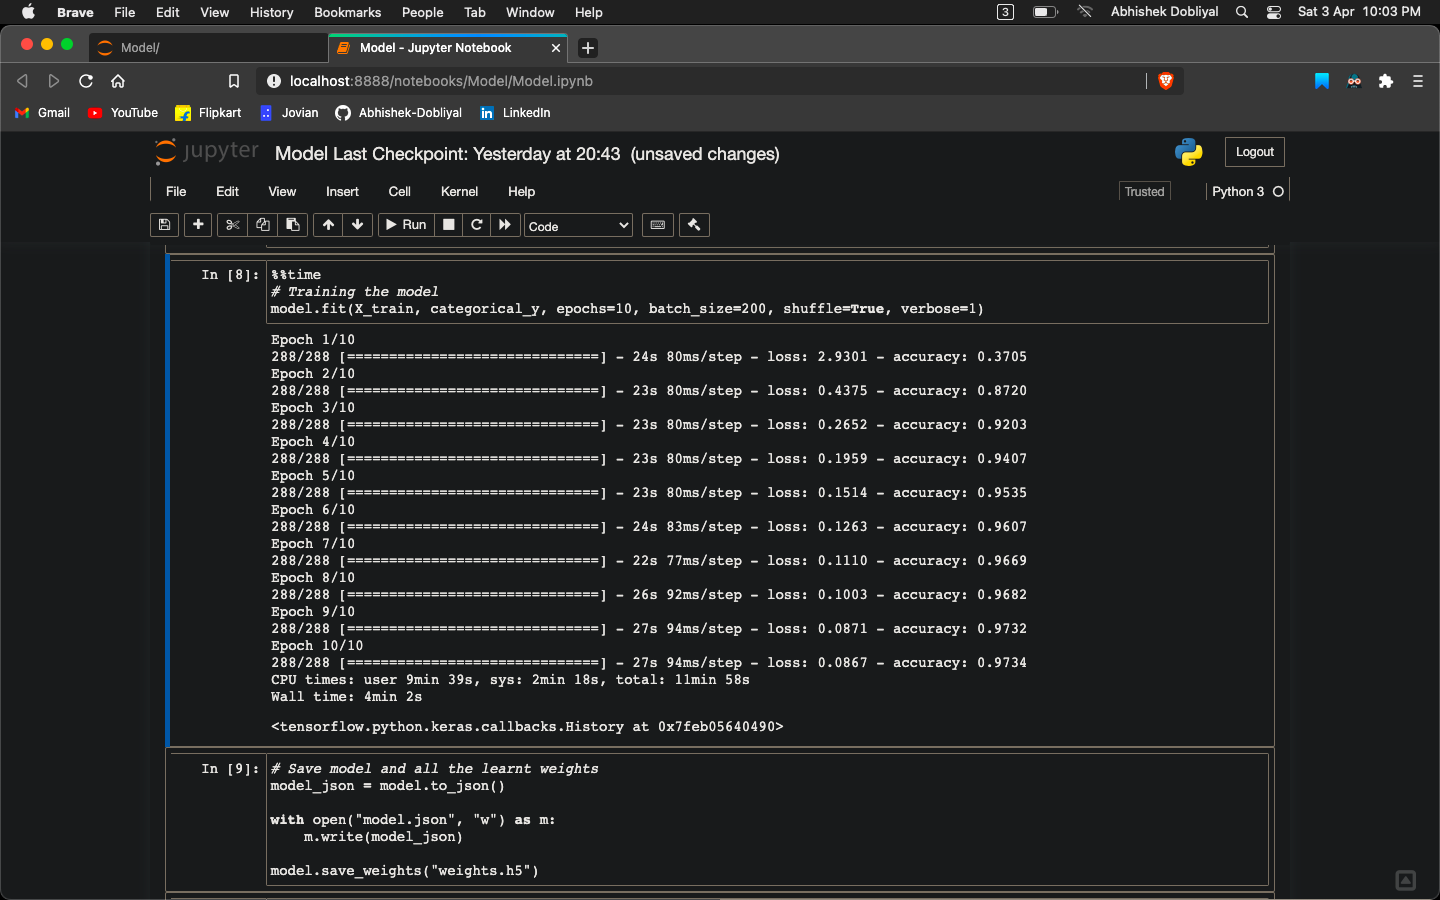 Brave File Edit View History Bookmarks People Tab Window Help 3 Abhishek Dobliyal Sat 3 Apr 10:03 PM
Model/ Model - Jupyter Notebook
localhost:8888/notebooks/Model/Model.ipynb
Gmail YouTube Flipkart Jovian Abhishek-Dobliyal LinkedIn
jupyter Model Last Checkpoint: Yesterday at 20:43 (unsaved changes) Logout
File Edit View Insert Cell Kernel Help Trusted Python 3
Run Code
In [8]: %%time
# Training the model
model.fit(X_train, categorical_y, epochs=10, batch_size=200, shuffle=True, verbose=1)
Epoch 1/10
288/288 [==============================] - 24s 80ms/step - loss: 2.9301 - accuracy: 0.3705
Epoch 2/10
288/288 [==============================] - 23s 80ms/step - loss: 0.4375 - accuracy: 0.8720
Epoch 3/10
288/288 [==============================] - 23s 80ms/step - loss: 0.2652 - accuracy: 0.9203
Epoch 4/10
288/288 [==============================] - 23s 80ms/step - loss: 0.1959 - accuracy: 0.9407
Epoch 5/10
288/288 [==============================] - 23s 80ms/step - loss: 0.1514 - accuracy: 0.9535
Epoch 6/10
288/288 [==============================] - 24s 83ms/step - loss: 0.1263 - accuracy: 0.9607
Epoch 7/10
288/288 [==============================] - 22s 77ms/step - loss: 0.1110 - accuracy: 0.9669
Epoch 8/10
288/288 [==============================] - 26s 92ms/step - loss: 0.1003 - accuracy: 0.9682
Epoch 9/10
288/288 [==============================] - 27s 94ms/step - loss: 0.0871 - accuracy: 0.9732
Epoch 10/10
288/288 [==============================] - 27s 94ms/step - loss: 0.0867 - accuracy: 0.9734
CPU times: user 9min 39s, sys: 2min 18s, total: 11min 58s
Wall time: 4min 2s
<tensorflow.python.keras.callbacks.History at 0x7feb05640490>
In [9]: # Save model and all the learnt weights
model_json = model.to_json()
with open("model.json", "w") as m:
    m.write(model_json)
model.save_weights("weights.h5")